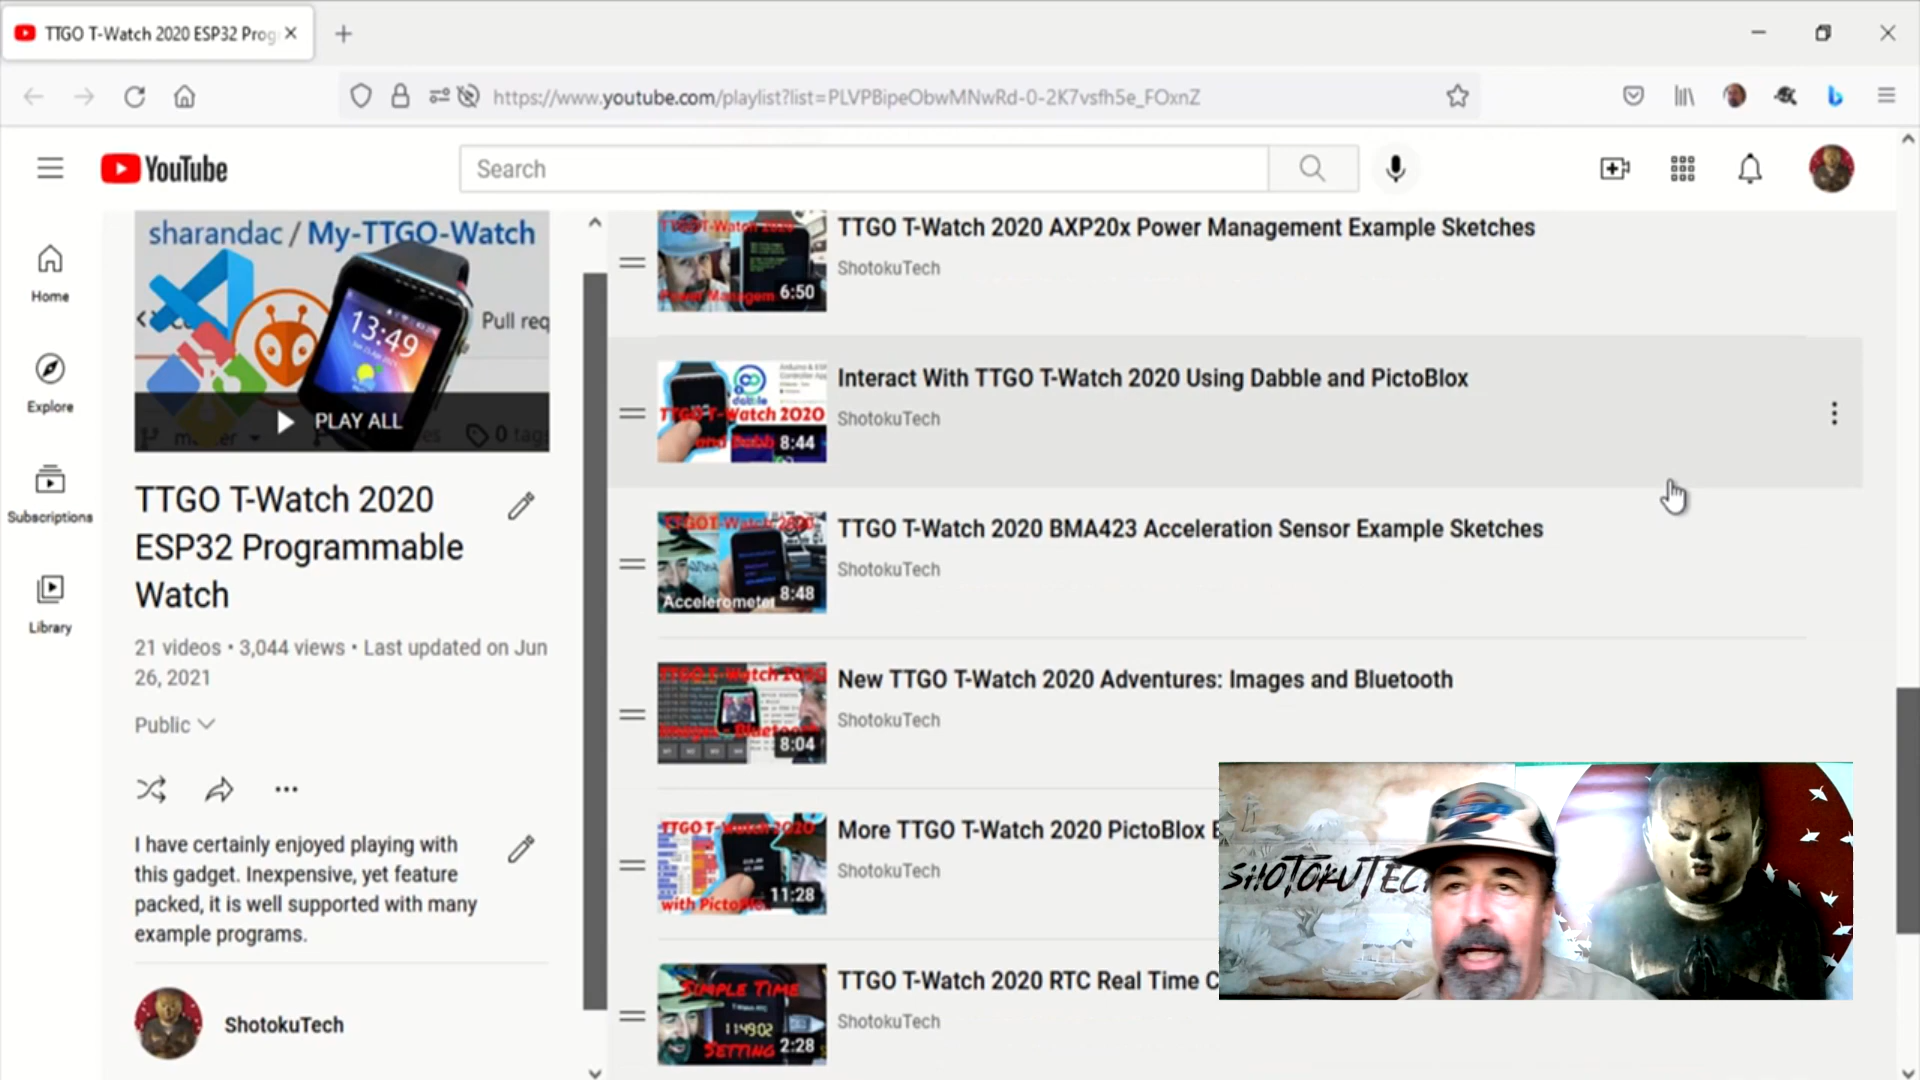 TTGO T-Watch 2020 ESP32 Prog
https://www.youtube.com/playlist?list=PLVPBipeObwMNwRd-0-2K7vsfh5e_FOxnZ
YouTube
Search
Home
Explore
Subscriptions
Library
sharandac / My-TTGO-Watch
13:49
Pull req
PLAY ALL
0 tag
TTGO T-Watch 2020
ESP32 Programmable
Watch
21 videos • 3,044 views • Last updated on Jun
26, 2021
Public
I have certainly enjoyed playing with
this gadget. Inexpensive, yet feature
packed, it is well supported with many
example programs.
ShotokuTech
6:50
TTGO T-Watch 2020 AXP20x Power Management Example Sketches
ShotokuTech
TTGO T-Watch 2020
8:44
Interact With TTGO T-Watch 2020 Using Dabble and PictoBlox
ShotokuTech
Accelerometer
8:48
TTGO T-Watch 2020 BMA423 Acceleration Sensor Example Sketches
ShotokuTech
8:04
New TTGO T-Watch 2020 Adventures: Images and Bluetooth
ShotokuTech
TTGO T-Watch 2020
11:28
More TTGO T-Watch 2020 PictoBlox
ShotokuTech
SIMPLE TIME
SETTING
2:28
TTGO T-Watch 2020 RTC Real Time C
ShotokuTech
SHOTOKUTEC